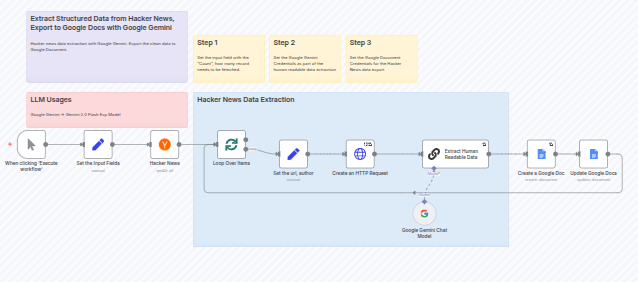 Extract Structured Data from Hacker News,
Export to Google Docs with Google Gemini
Hacker news data extraction with Google Gemini. Export the clean data to
Google Document.
Step 1
Set the input field with the
"Count", how many record
needs to be fetched.
Step 2
Set the Google Gemini
Credentials as part of the
human readable data extraction
Step 3
Set the Google Document
Credentials for the Hacker
News data export
LLM Usages
Google Gemini -> Gemini 2.0 Flash Exp Model
Hacker News Data Extraction
When clicking 'Execute
workflow'
Set the Input Fields
manual
Hacker News
Loop Over Items
Set the url, author
manual
Create an HTTP Request
Extract Human
Readable Data
Model
Google Gemini Chat
Model
Create a Google Doc
create: document
Update Google Docs
update: document